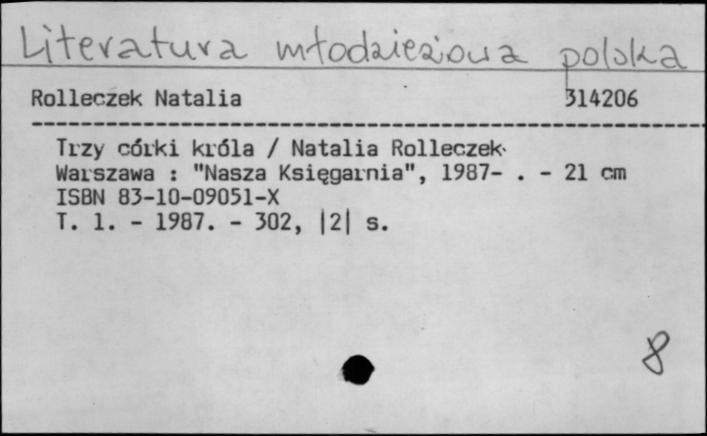 Literatura młodzieżowa polska
Rolleczek Natalia 314206
Trzy córki króla / Natalia Rolleczek
Warszawa : "Nasza Księgarnia", 1987- . - 21 cm
ISBN 83-10-09051-X
T. 1. - 1987. - 302, |2| s.
8